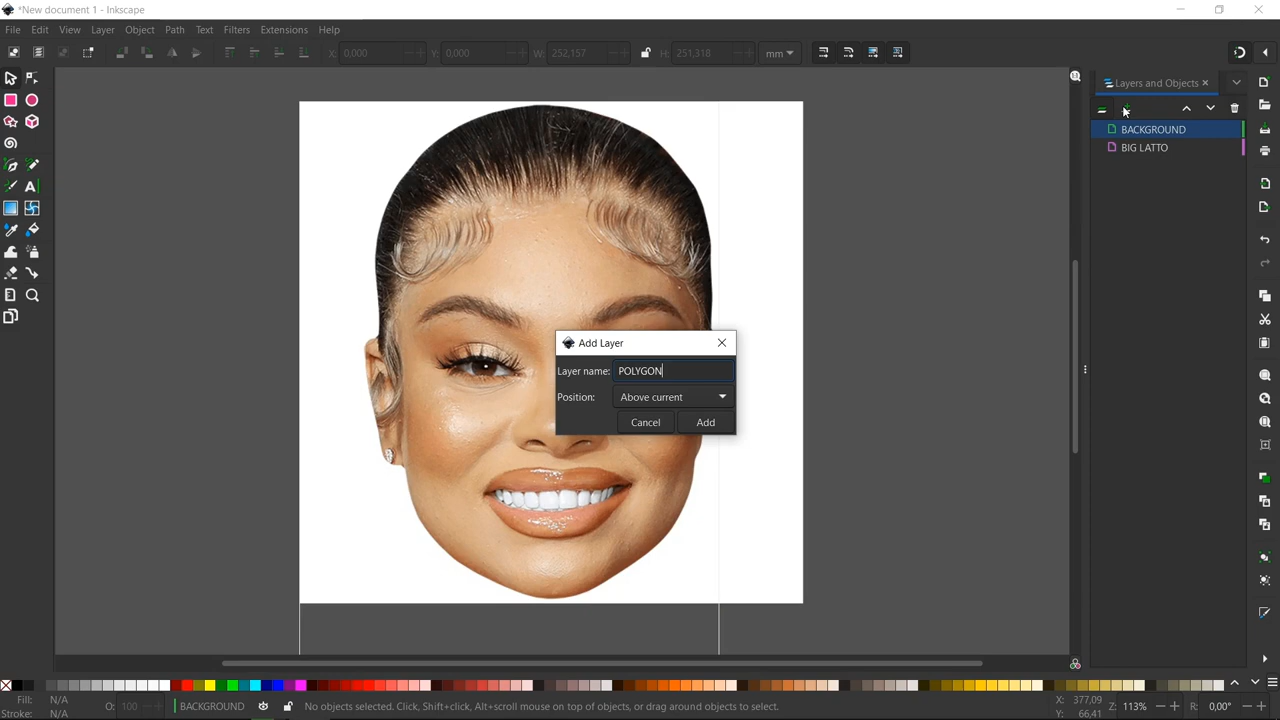 *New document 1 - Inkscape
File Edit View Layer Object Path Text Filters Extensions Help
X: 0,000 Y: 0,000 W: 252,157 H: 251,318 mm
Layers and Objects
BACKGROUND
BIG LATTO
Add Layer
Layer name: POLYGON
Position: Above current
Cancel Add
Fill: N/A
Stroke: N/A
O: 100
BACKGROUND
No objects selected. Click, Shift+click, Alt+scroll mouse on top of objects, or drag around objects to select.
X: 377,09
Y: 66,41
Z: 113%
R: 0,00°